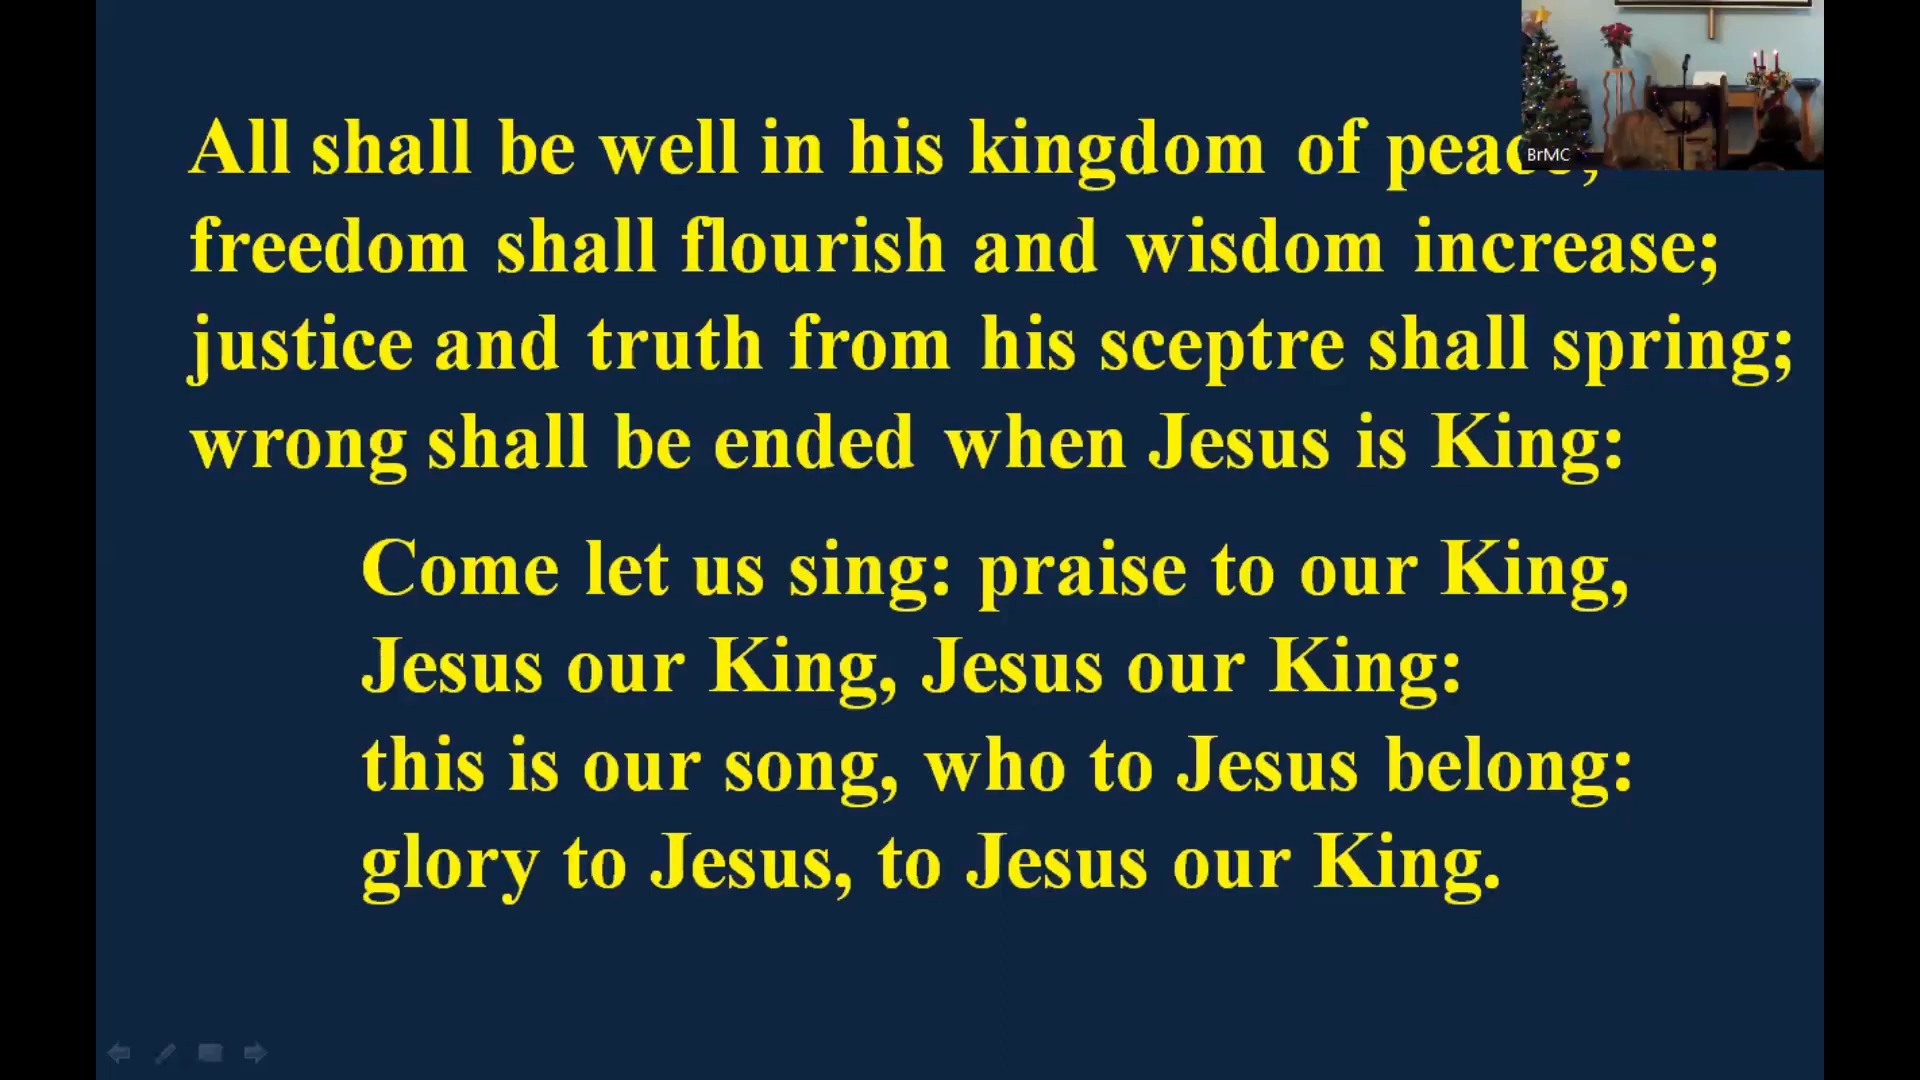 All shall be well in his kingdom of peace,
freedom shall flourish and wisdom increase;
justice and truth from his sceptre shall spring;
wrong shall be ended when Jesus is King:
Come let us sing: praise to our King,
Jesus our King, Jesus our King:
this is our song, who to Jesus belong:
glory to Jesus, to Jesus our King.
BrMC